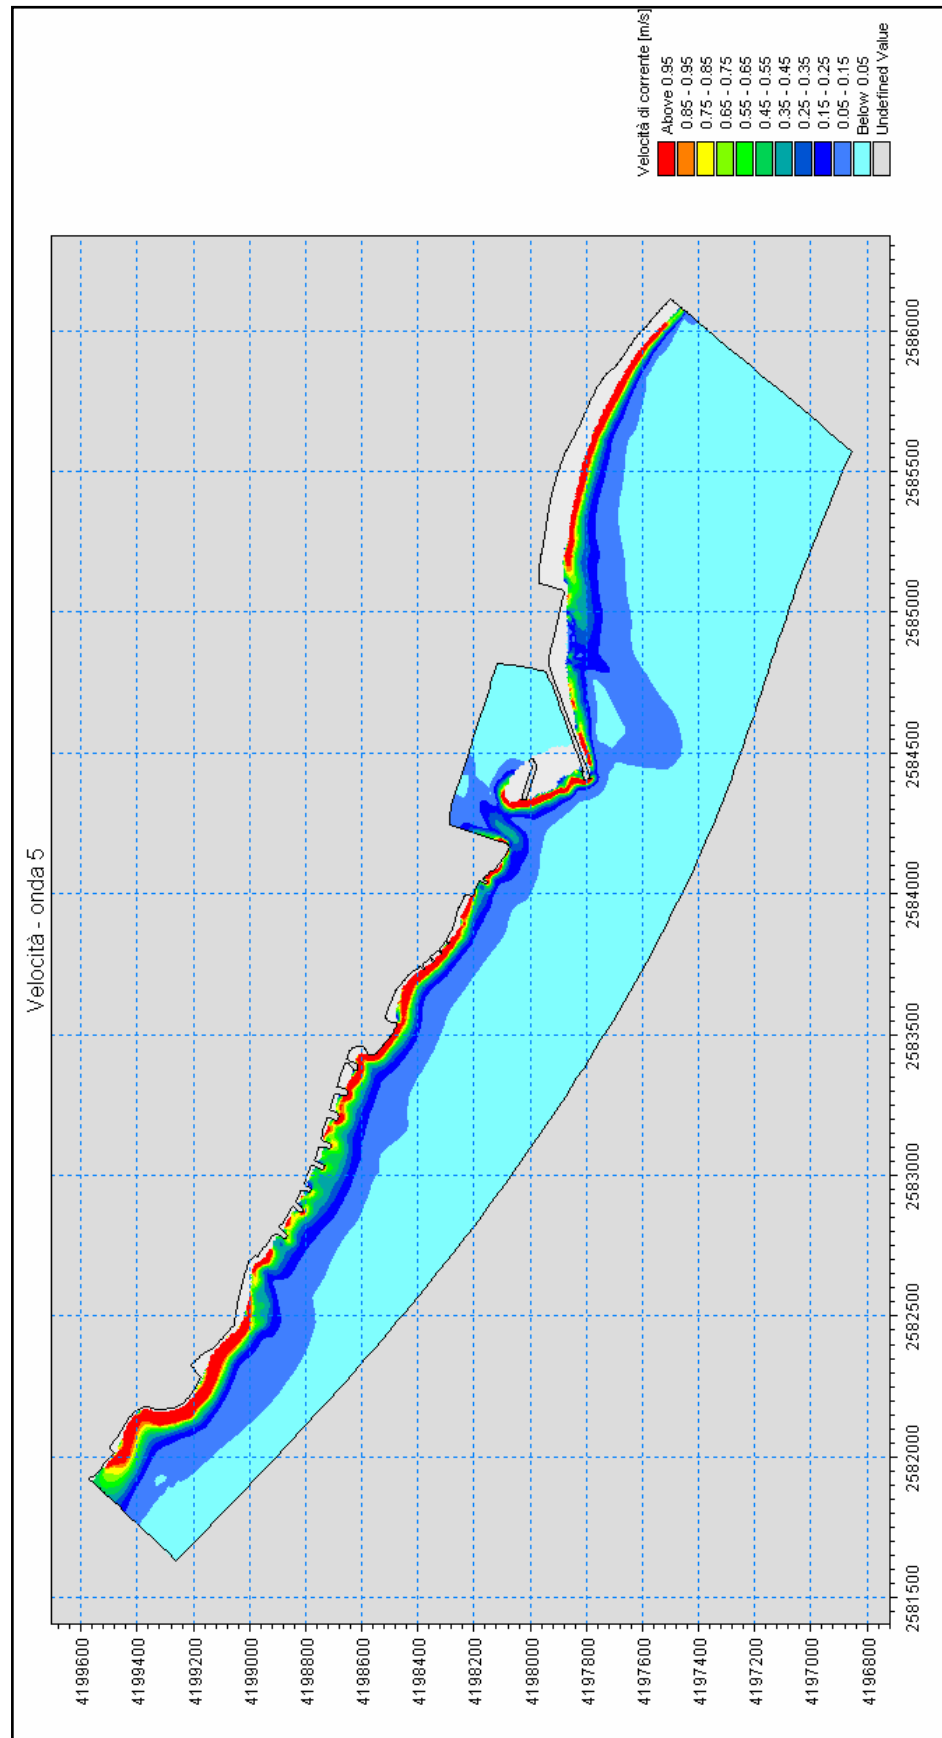 Velocità - onda 5
4199600
4199400
4199200
4199000
4198800
4198600
4198400
4198200
4198000
4197800
4197600
4197400
4197200
4197000
4196800
2581500
2582000
2582500
2583000
2583500
2584000
2584500
2585000
2585500
2586000
Velocità di corrente [m/s]
Above 0.95
0.85 - 0.95
0.75 - 0.85
0.65 - 0.75
0.55 - 0.65
0.45 - 0.55
0.35 - 0.45
0.25 - 0.35
0.15 - 0.25
0.05 - 0.15
Below 0.05
Undefined Value